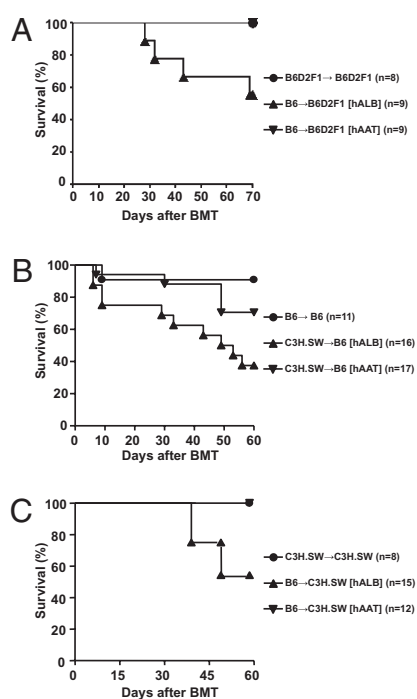 A
Survival (%)
100
80
60
40
20
0
0 10 20 30 40 50 60 70
Days after BMT
B6D2F1→ B6D2F1 (n=8)
B6→B6D2F1 [hALB] (n=9)
B6→B6D2F1 [hAAT] (n=9)
B
Survival (%)
100
80
60
40
20
0
0 10 20 30 40 50 60
Days after BMT
B6→ B6 (n=11)
C3H.SW→B6 [hALB] (n=16)
C3H.SW→B6 [hAAT] (n=17)
C
Survival (%)
100
80
60
40
20
0
0 15 30 45 60
Days after BMT
C3H.SW→C3H.SW (n=8)
B6→C3H.SW [hALB] (n=15)
B6→C3H.SW [hAAT] (n=12)